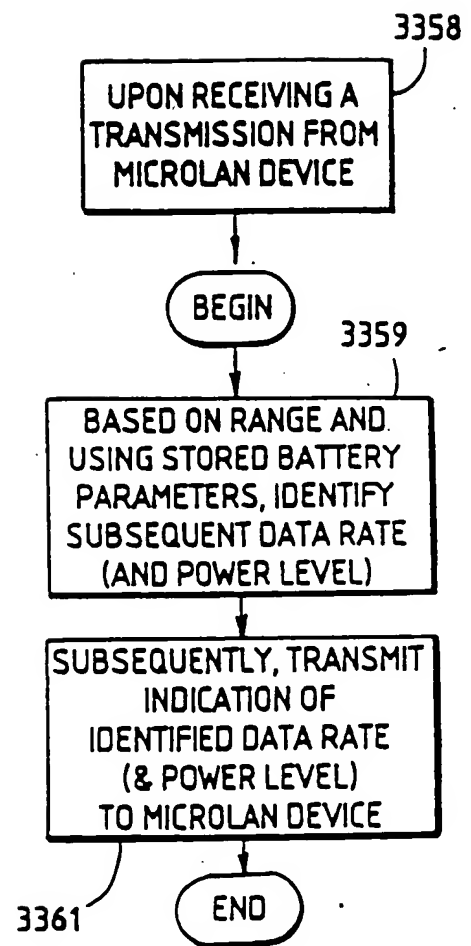 3358
UPON RECEIVING A
TRANSMISSION FROM
MICROLAN DEVICE
BEGIN
3359
BASED ON RANGE AND.
USING STORED BATTERY
PARAMETERS, IDENTIFY
SUBSEQUENT DATA RATE
(AND POWER LEVEL)
SUBSEQUENTLY, TRANSMIT
INDICATION OF
IDENTIFIED DATA RATE
(& POWER LEVEL)
TO MICROLAN DEVICE
3361
END